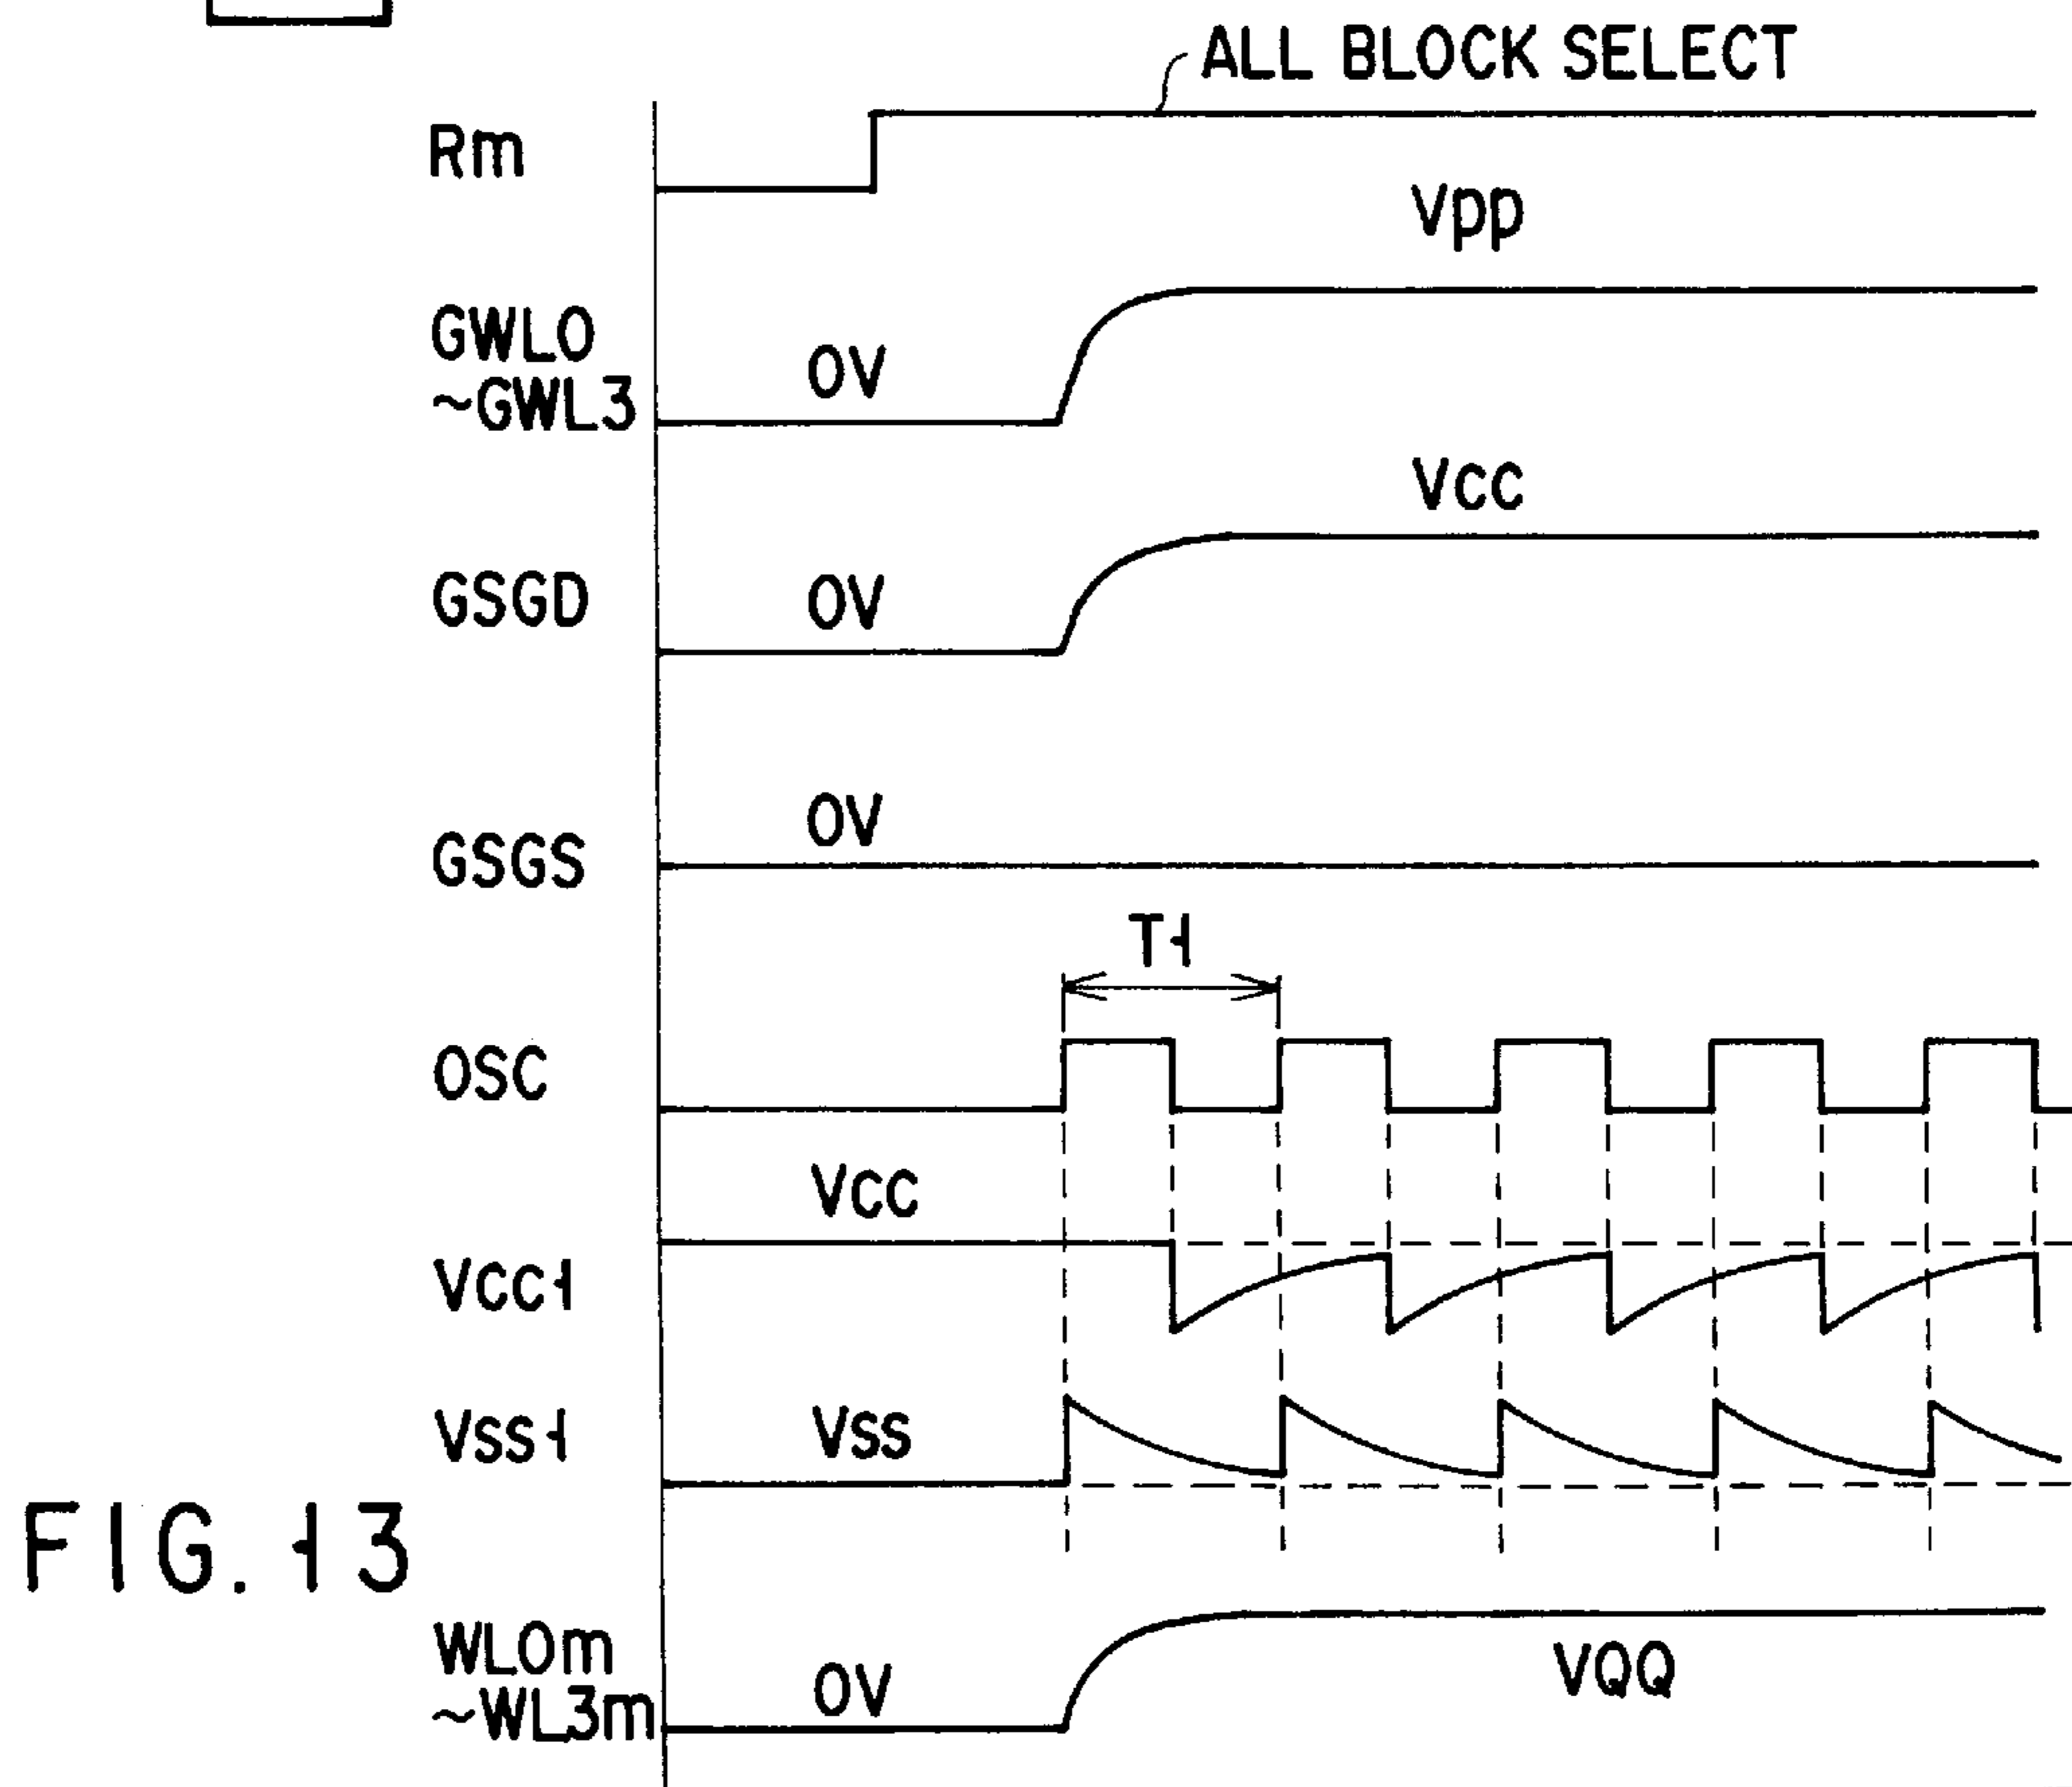 ALL BLOCK SELECT
Rm
Vpp
GWL0
~GWL3
0V
VCC
GSGD
0V
0V
GSGS
T1
OSC
VCC
VCC1
VSS1
VSS
FIG. 13
WL0m
~WL3m
0V
VQQ